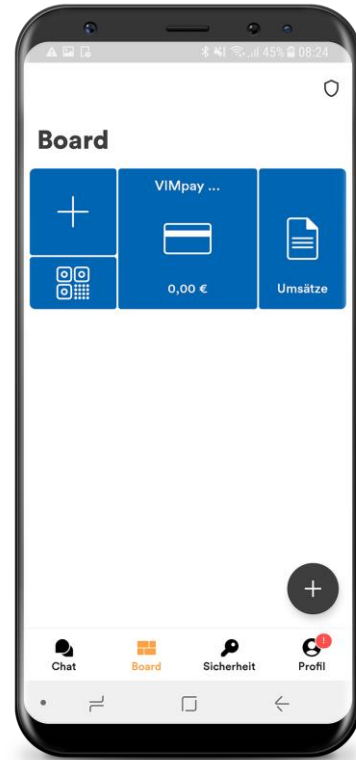 45% 08:24
Board
VIMpay ...
0,00 €
Umsätze
Chat
Board
Sicherheit
Profil